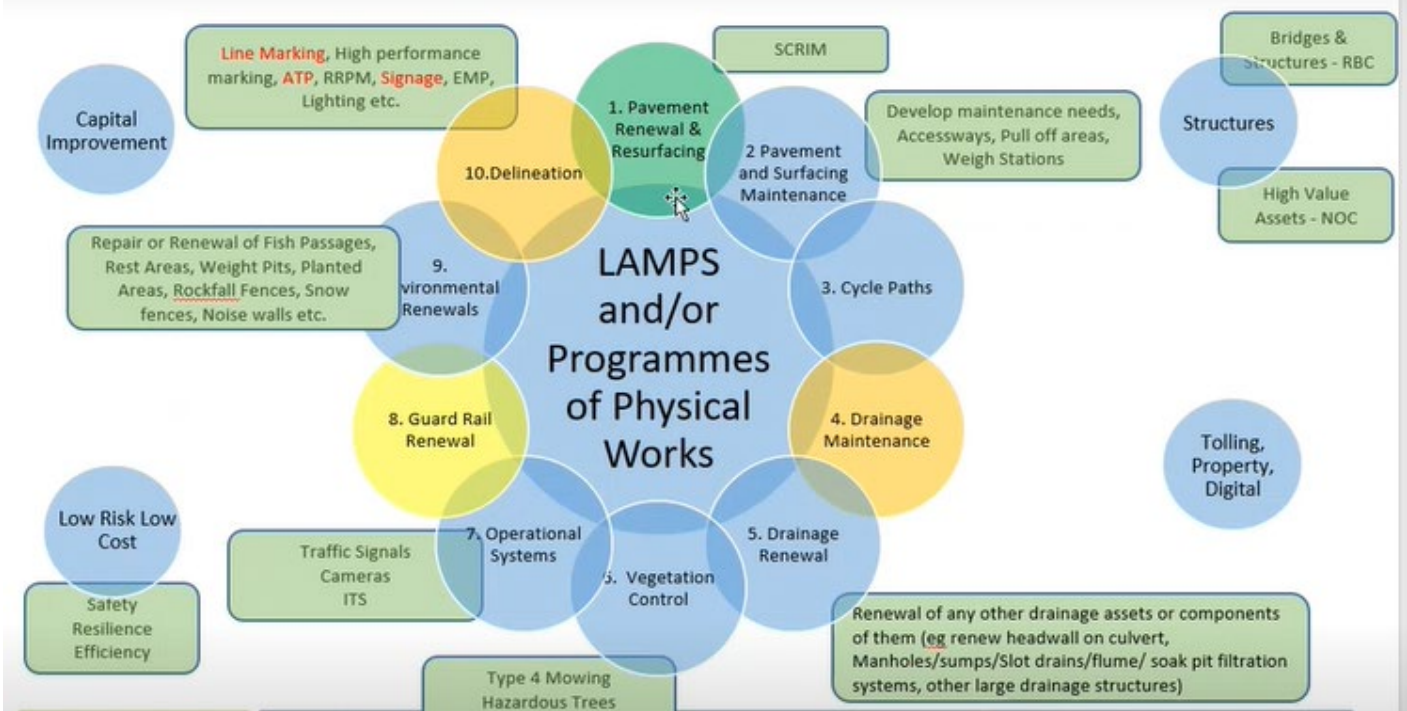 Line Marking, High performance
marking, ATP, RRPM, Signage, EMP,
Lighting etc.
SCRIM
Bridges &
Structures - RBC
Capital
Improvement
1. Pavement
Renewal &
Resurfacing
2 Pavement
and Surfacing
Maintenance
Develop maintenance needs,
Accessways, Pull off areas,
Weigh Stations
Structures
High Value
Assets - NOC
10.Delineation
Repair or Renewal of Fish Passages,
Rest Areas, Weight Pits, Planted
Areas, Rockfall Fences, Snow
fences, Noise walls etc.
9.
vironmental
Renewals
LAMPS
and/or
Programmes
of Physical
Works
3. Cycle Paths
8. Guard Rail
Renewal
4. Drainage
Maintenance
Tolling,
Property,
Digital
Low Risk Low
Cost
Safety
Resilience
Efficiency
Traffic Signals
Cameras
ITS
7. Operational
Systems
6. Vegetation
Control
5. Drainage
Renewal
Renewal of any other drainage assets or components
of them (eg renew headwall on culvert,
Manholes/sumps/Slot drains/flume/ soak pit filtration
systems, other large drainage structures)
Type 4 Mowing
Hazardous Trees